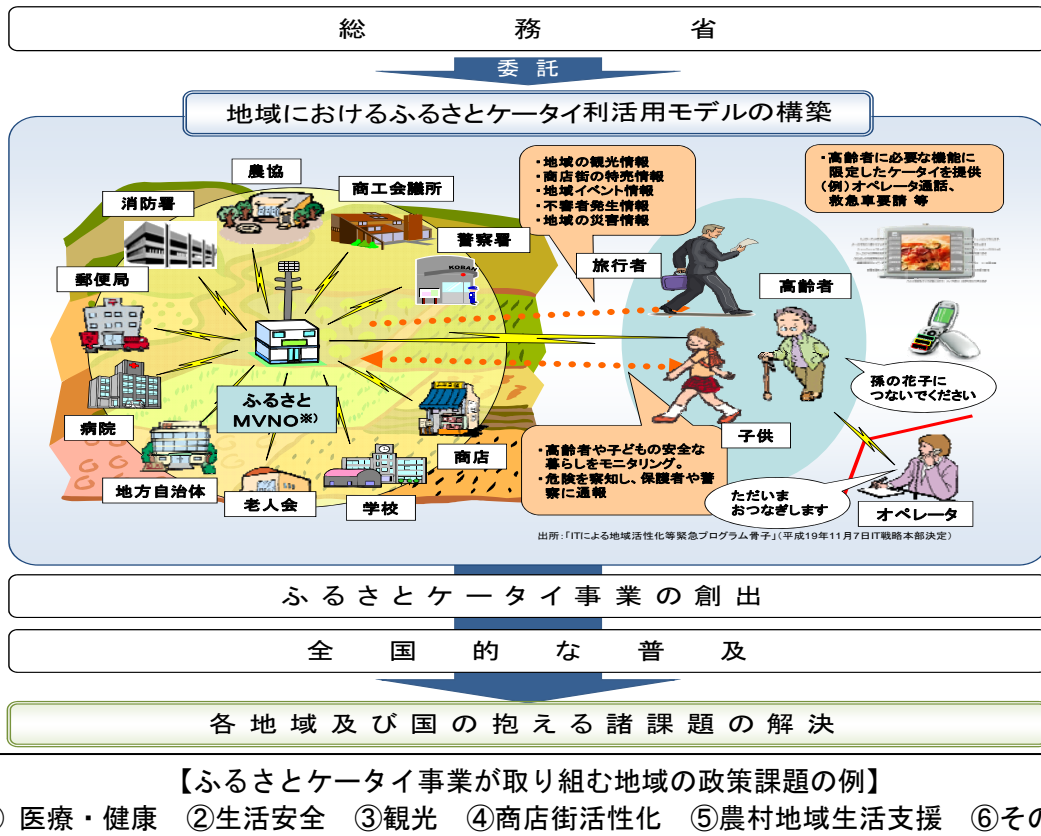 総務省
委託
地域におけるふるさとケータイ利活用モデルの構築
農協
消防署
商工会議所
郵便局
警察署
KOBAN
病院
ふるさと
MVNO※)
地方自治体
老人会
学校
商店
・地域の観光情報
・商店街の特売情報
・地域イベント情報
・不審者発生情報
・地域の災害情報
旅行者
高齢者
子供
・高齢者に必要な機能に
限定したケータイを提供
(例)オペレータ通話、
救急車要請 等
孫の花子に
つないでください
・高齢者や子どもの安全な
暮らしをモニタリング。
・危険を察知し、保護者や警
察に通報
ただいま
おつなぎします
オペレータ
出所:「ITによる地域活性化等緊急プログラム骨子」(平成19年11月7日IT戦略本部決定)
ふるさとケータイ事業の創出
全国的な普及
各地域及び国の抱える諸課題の解決
【ふるさとケータイ事業が取り組む地域の政策課題の例】
医療・健康 ②生活安全 ③観光 ④商店街活性化 ⑤農村地域生活支援 ⑥その